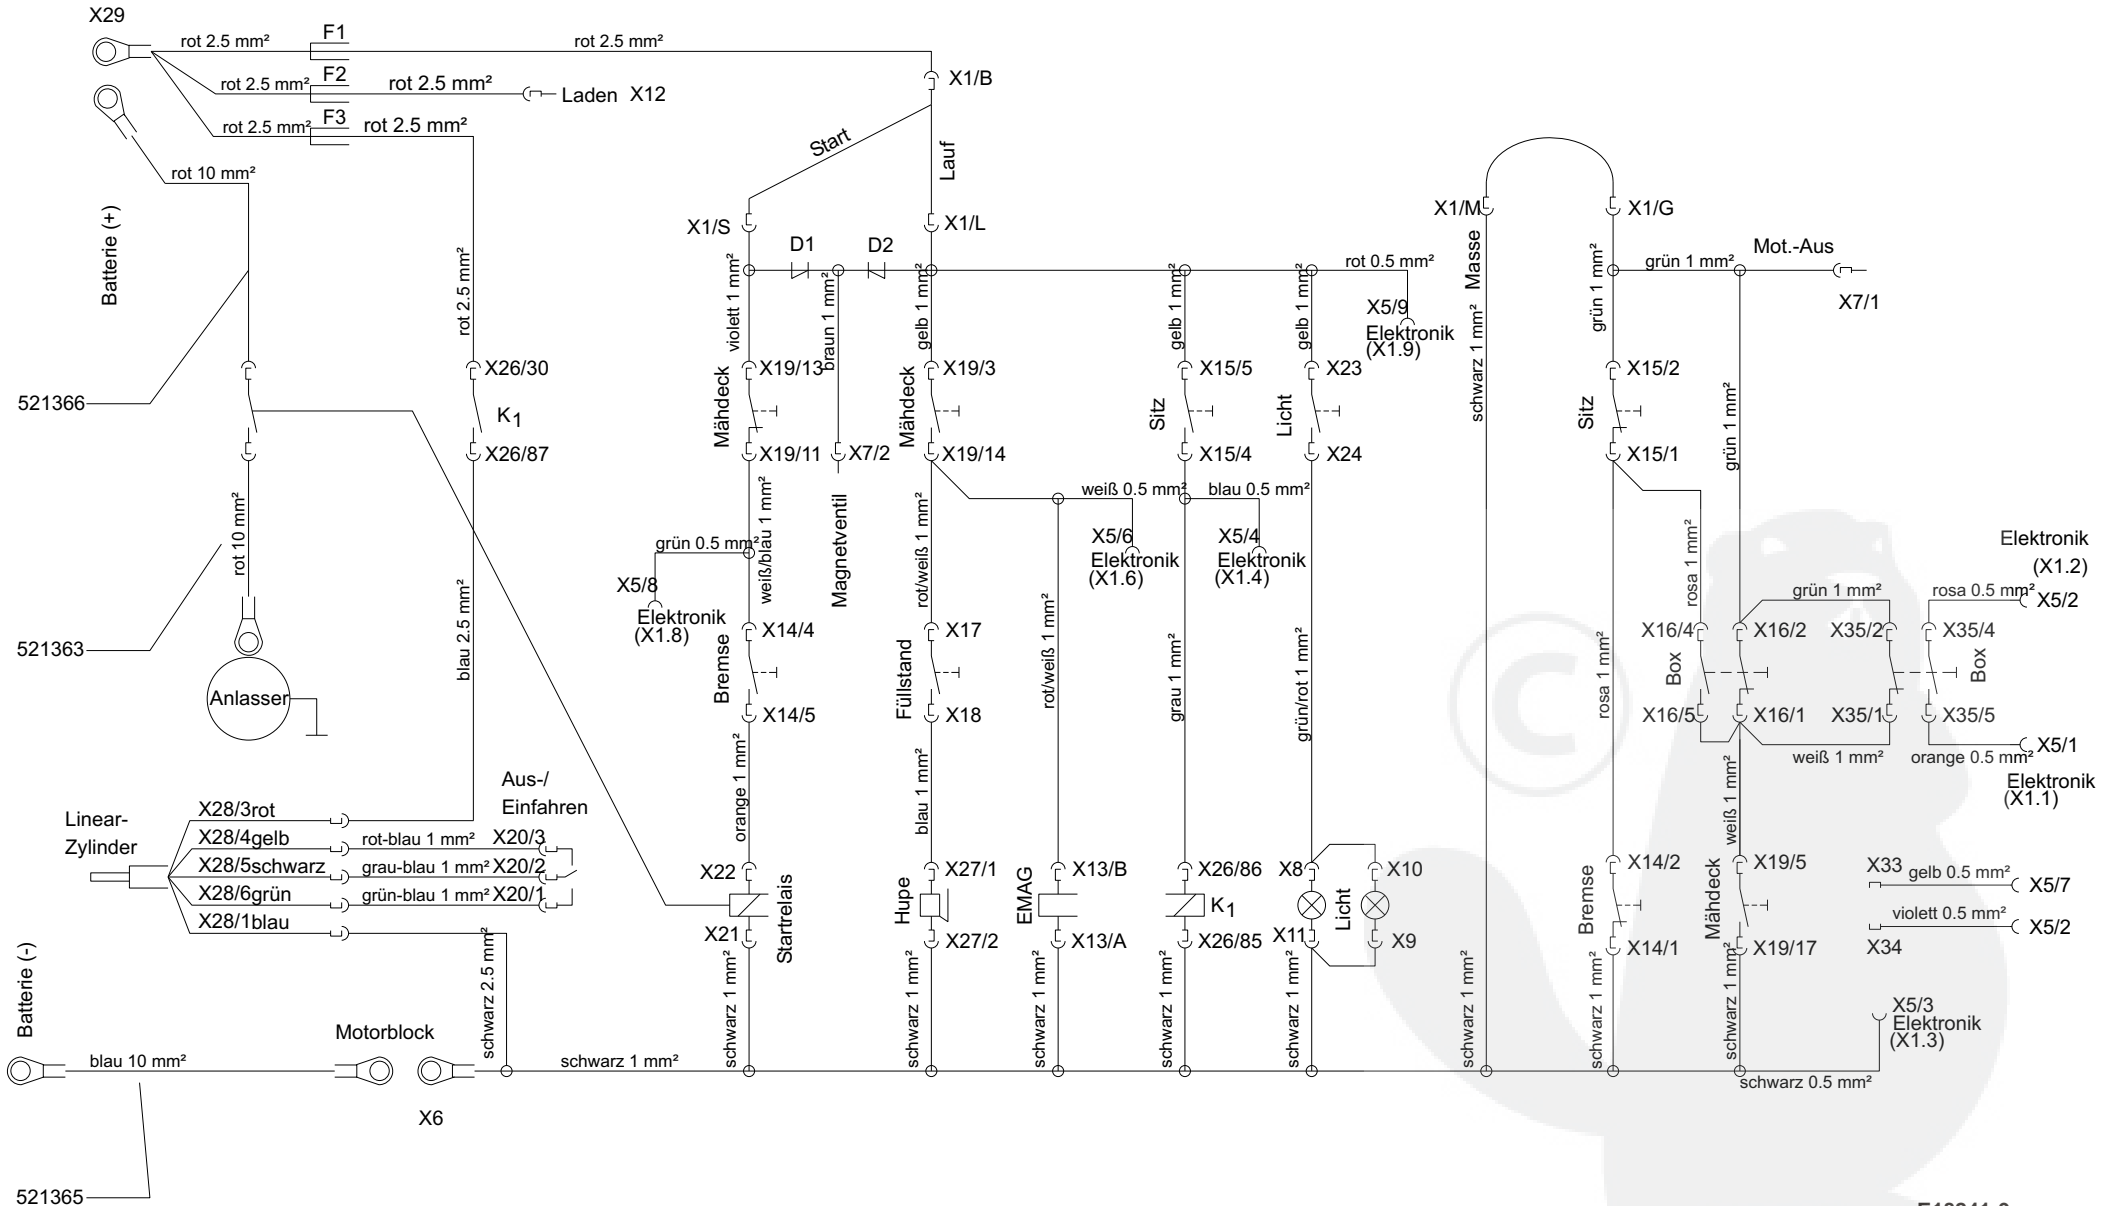 X29
rot 2.5 mm²
F1
rot 2.5 mm²
X1/B
rot 2.5 mm²
F2
rot 2.5 mm²
Laden X12
rot 2.5 mm²
F3
rot 2.5 mm²
Start
Lauf
rot 10 mm²
Batterie (+)
X1/S
X1/L
X1/M
X1/G
Masse
D1
D2
rot 0.5 mm²
grün 1 mm²
Mot.-Aus
X7/1
rot 2.5 mm²
violett 1 mm²
braun 1 mm²
gelb 1 mm²
gelb 1 mm²
gelb 1 mm²
X5/9
Elektronik
(X1.9)
schwarz 1 mm²
grün 1 mm²
X26/30
X19/13
X19/3
X15/5
X23
X15/2
521366
K1
Mähdeck
Mähdeck
Sitz
Licht
Sitz
grün 1 mm²
X26/87
X19/11
X7/2
X19/14
X15/4
X24
X15/1
rot 10 mm²
weiß/blau 1 mm²
Magnetventil
weiß 0.5 mm²
blau 0.5 mm²
grün 0.5 mm²
X5/6
Elektronik
(X1.6)
X5/4
Elektronik
(X1.4)
X5/8
Elektronik
(X1.8)
rot/weiß 1 mm²
rosa 1 mm²
Elektronik
(X1.2)
grün 1 mm²
rosa 0.5 mm²
X5/2
521363
blau 2.5 mm²
X14/4
X17
rot/weiß 1 mm²
grau 1 mm²
grün/rot 1 mm²
rosa 1 mm²
X16/4
X16/2
X35/2
X35/4
Anlasser
Bremse
Füllstand
©
Box
Box
X14/5
X18
X16/5
X16/1
X35/1
X35/5
X5/1
weiß 1 mm²
orange 0.5 mm²
Elektronik
(X1.1)
orange 1 mm²
blau 1 mm²
weiß 1 mm²
Aus-/
Einfahren
Linear-
Zylinder
X28/3rot
X28/4gelb
rot-blau 1 mm²
X20/3
X28/5schwarz
grau-blau 1 mm²
X20/2
X28/6grün
grün-blau 1 mm²
X20/1
X28/1blau
X22
X27/1
X13/B
X26/86
X8
X10
X14/2
X19/5
X33
gelb 0.5 mm²
X5/7
Startrelais
Hupe
EMAG
K1
Licht
Bremse
Mähdeck
violett 0.5 mm²
X5/2
X34
X21
X27/2
X13/A
X26/85
X11
X9
X14/1
X19/17
Batterie (-)
schwarz 2.5 mm²
schwarz 1 mm²
schwarz 1 mm²
schwarz 1 mm²
schwarz 1 mm²
schwarz 1 mm²
schwarz 1 mm²
schwarz 1 mm²
schwarz 1 mm²
X5/3
Elektronik
(X1.3)
Motorblock
blau 10 mm²
schwarz 1 mm²
schwarz 0.5 mm²
X6
521365